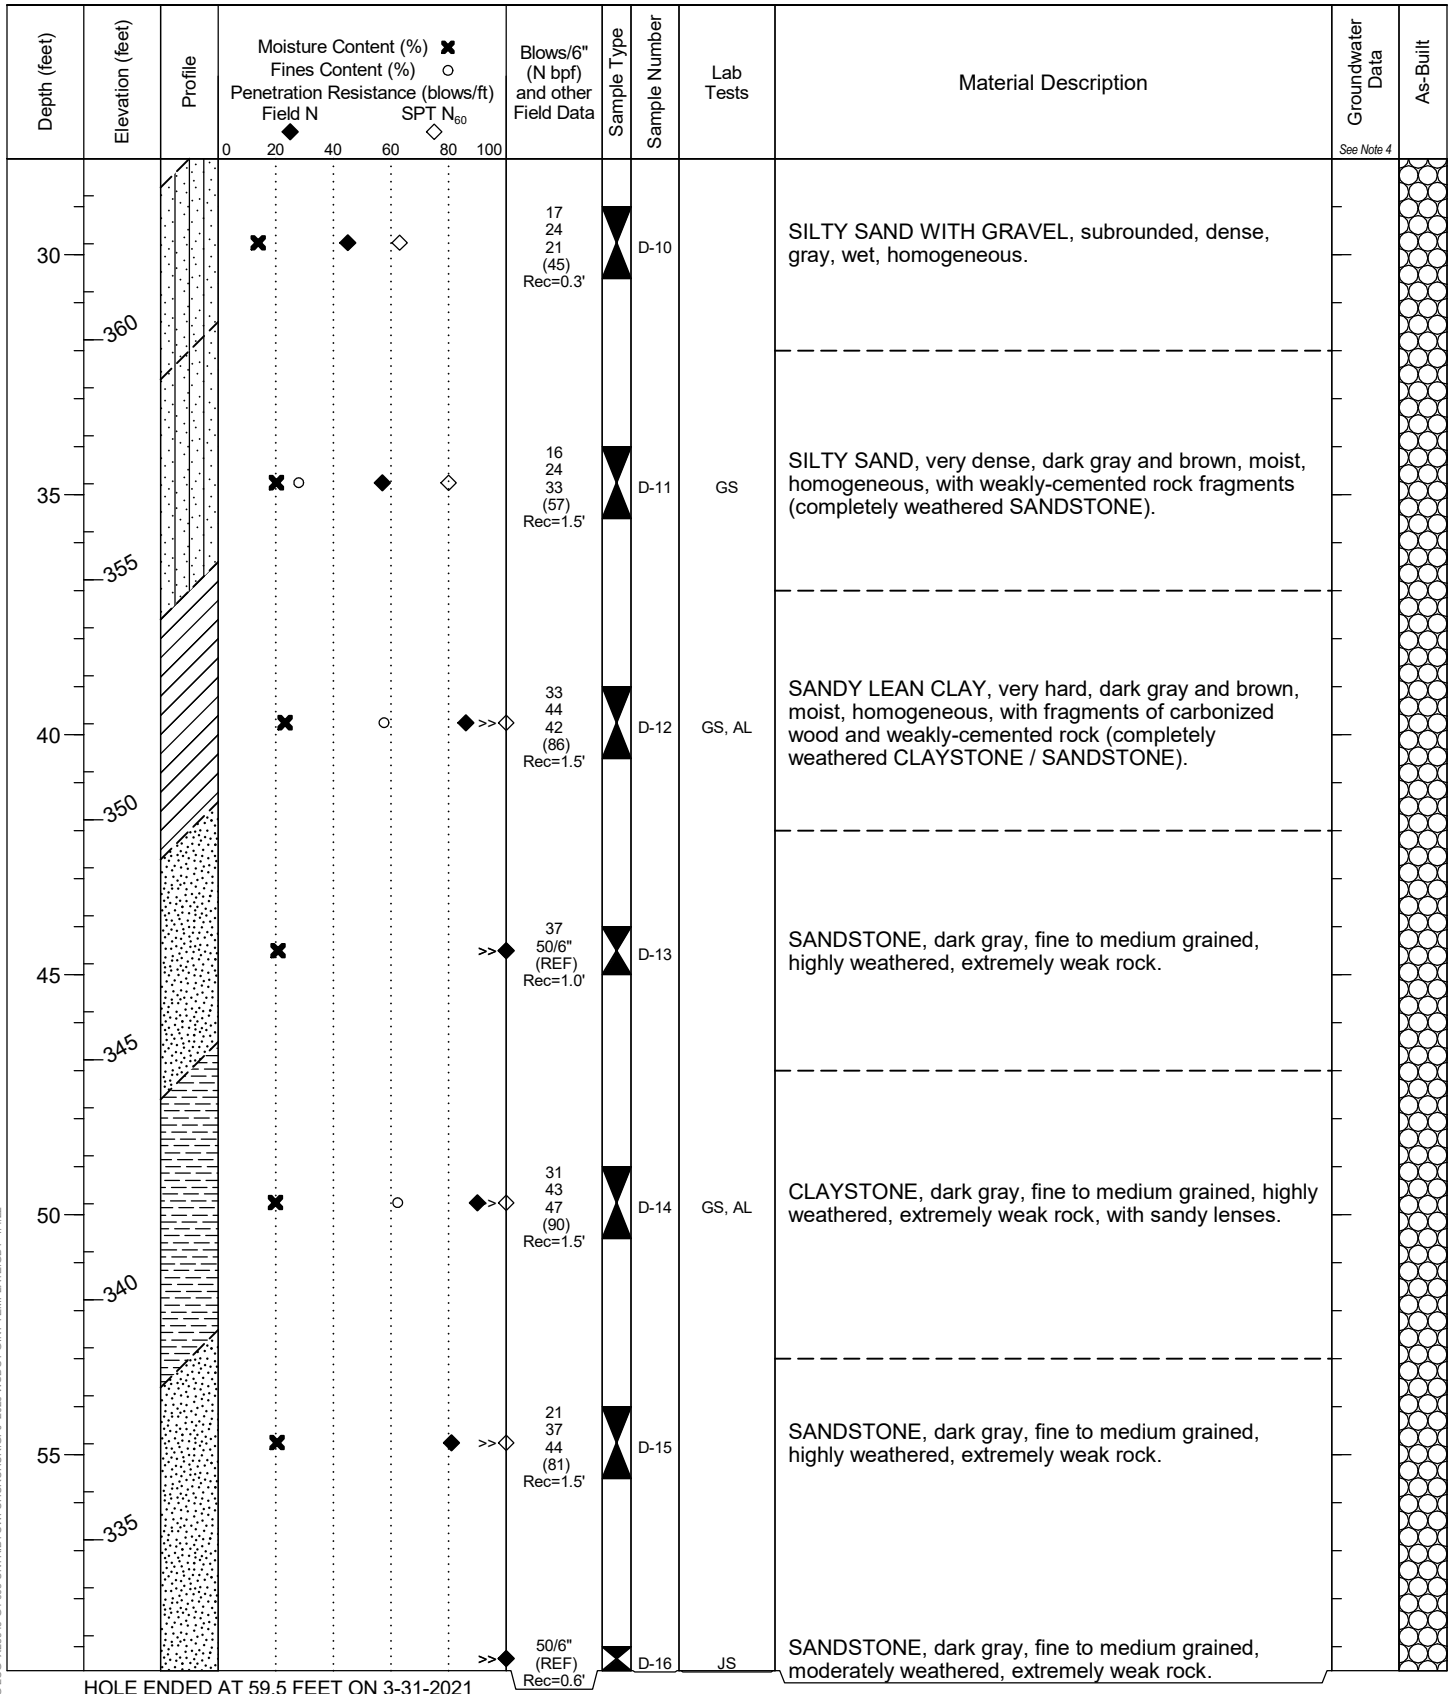 Depth (feet)
Elevation (feet)
Profile
Moisture Content (%)
Fines Content (%)
Penetration Resistance (blows/ft)
Field N SPT N60
0 20 40 60 80 100
Blows/6"
(N bpf)
and other
Field Data
Sample Type
Sample Number
Lab
Tests
Material Description
Groundwater
Data
See Note 4
As-Built
30
17
24
21
(45)
Rec=0.3'
D-10
SILTY SAND WITH GRAVEL, subrounded, dense,
gray, wet, homogeneous.
360
35
16
24
33
(57)
Rec=1.5'
D-11
GS
SILTY SAND, very dense, dark gray and brown, moist,
homogeneous, with weakly-cemented rock fragments
(completely weathered SANDSTONE).
355
40
>>
33
44
42
(86)
Rec=1.5'
D-12
GS, AL
SANDY LEAN CLAY, very hard, dark gray and brown,
moist, homogeneous, with fragments of carbonized
wood and weakly-cemented rock (completely
weathered CLAYSTONE / SANDSTONE).
350
45
>>
37
50/6"
(REF)
Rec=1.0'
D-13
SANDSTONE, dark gray, fine to medium grained,
highly weathered, extremely weak rock.
345
50
>
31
43
47
(90)
Rec=1.5'
D-14
GS, AL
CLAYSTONE, dark gray, fine to medium grained, highly
weathered, extremely weak rock, with sandy lenses.
340
55
>>
21
37
44
(81)
Rec=1.5'
D-15
SANDSTONE, dark gray, fine to medium grained,
highly weathered, extremely weak rock.
335
>>
50/6"
(REF)
Rec=0.6'
D-16
JS
SANDSTONE, dark gray, fine to medium grained,
moderately weathered, extremely weak rock.
HOLE ENDED AT 59.5 FEET ON 3-31-2021